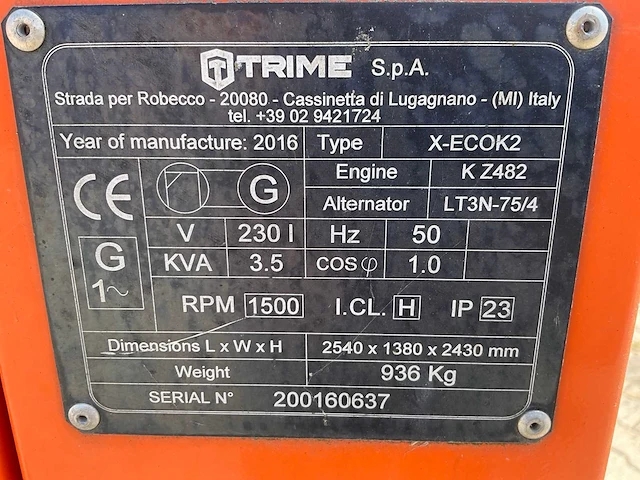 TRIME S.p.A.
Strada per Robecco - 20080 - Cassinetta di Lugagnano - (MI) Italy
tel. +39 02 9421724
Year of manufacture: 2016 Type X-ECOK2
Engine K Z482
CE G
Alternator LT3N-75/4
V 230 I Hz 50
G 1~
KVA 3.5 COS φ 1.0
RPM 1500 I.CL. H IP 23
Dimensions L x W x H 2540 x 1380 x 2430 mm
Weight 936 Kg
SERIAL N° 200160637